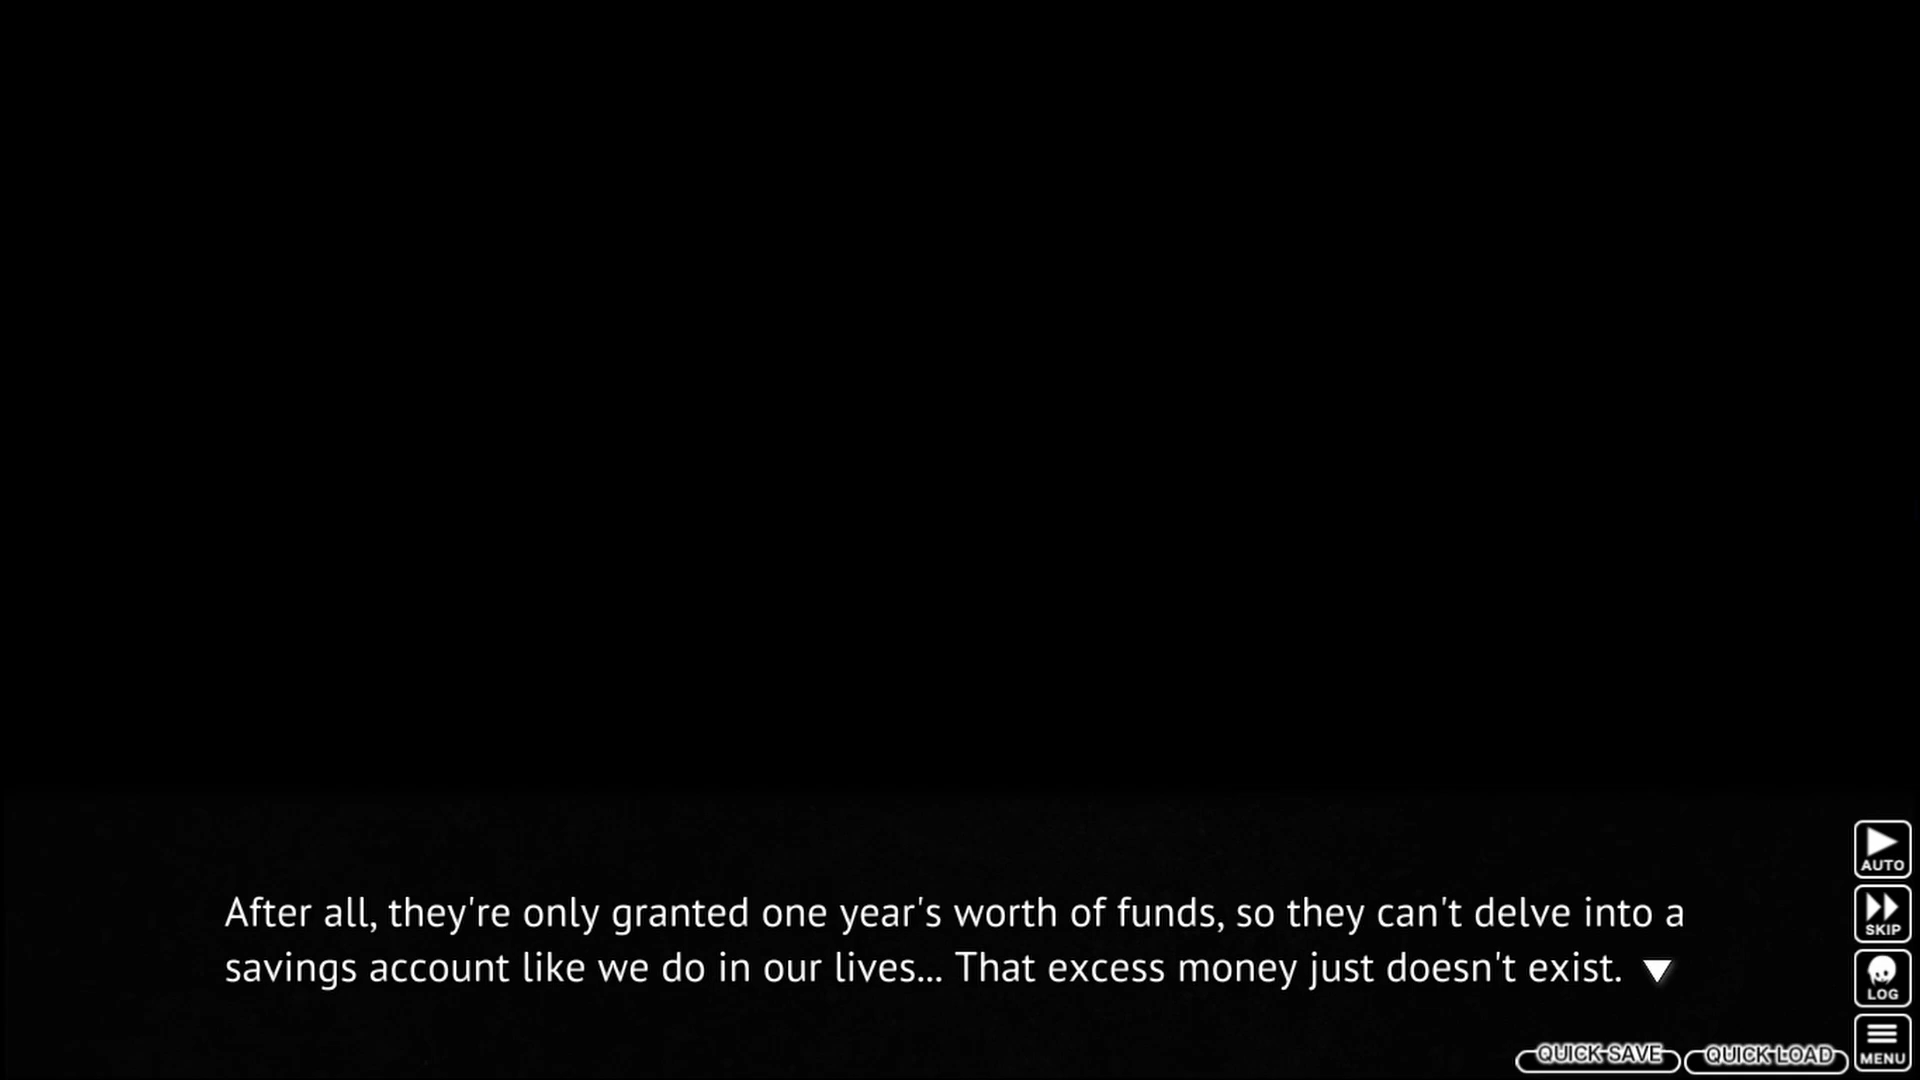 After all, they're only granted one year's worth of funds, so they can't delve into a
savings account like we do in our lives... That excess money just doesn't exist.
AUTO
SKIP
LOG
MENU
QUICK SAVE QUICK LOAD